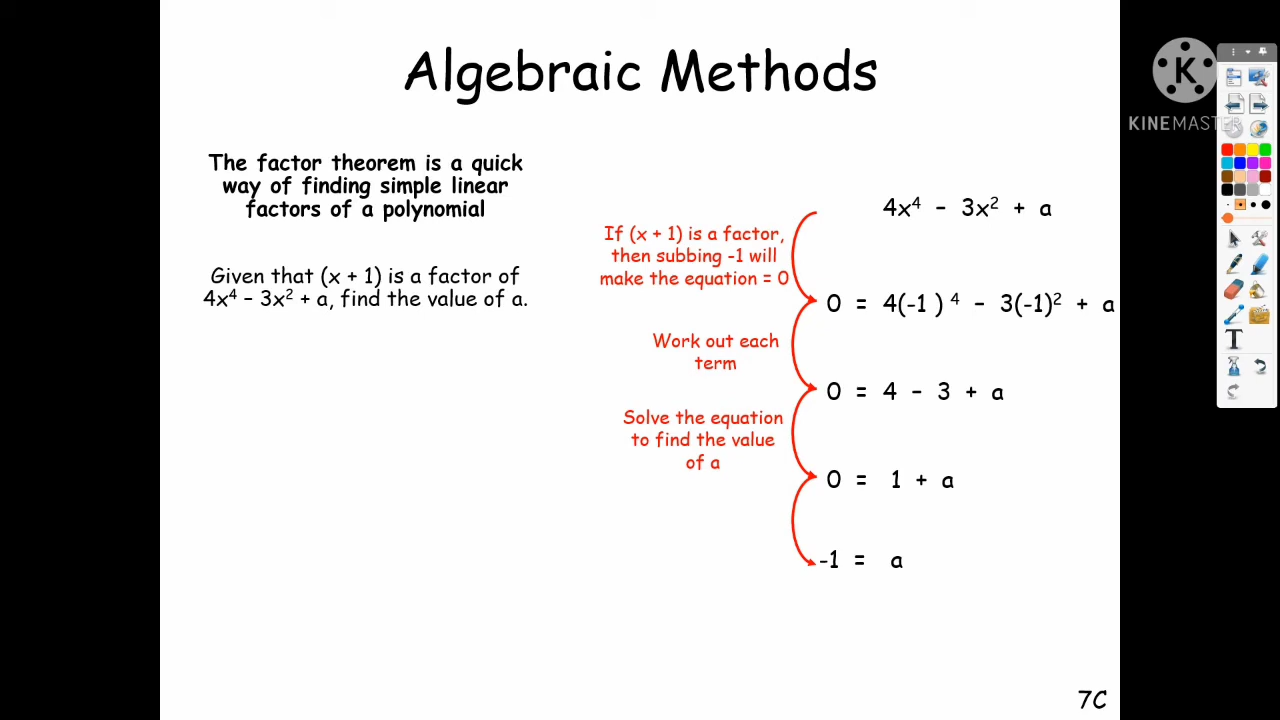 Algebraic Methods
K
KINEMASTER
The factor theorem is a quick
way of finding simple linear
factors of a polynomial
Given that (x + 1) is a factor of
4x⁴ – 3x² + a, find the value of a.
4x⁴ – 3x² + a
If (x + 1) is a factor,
then subbing -1 will
make the equation = 0
0 = 4(-1 ) ⁴ – 3(-1)² + a
Work out each
term
0 = 4 – 3 + a
Solve the equation
to find the value
of a
0 = 1 + a
-1 = a
T
7C